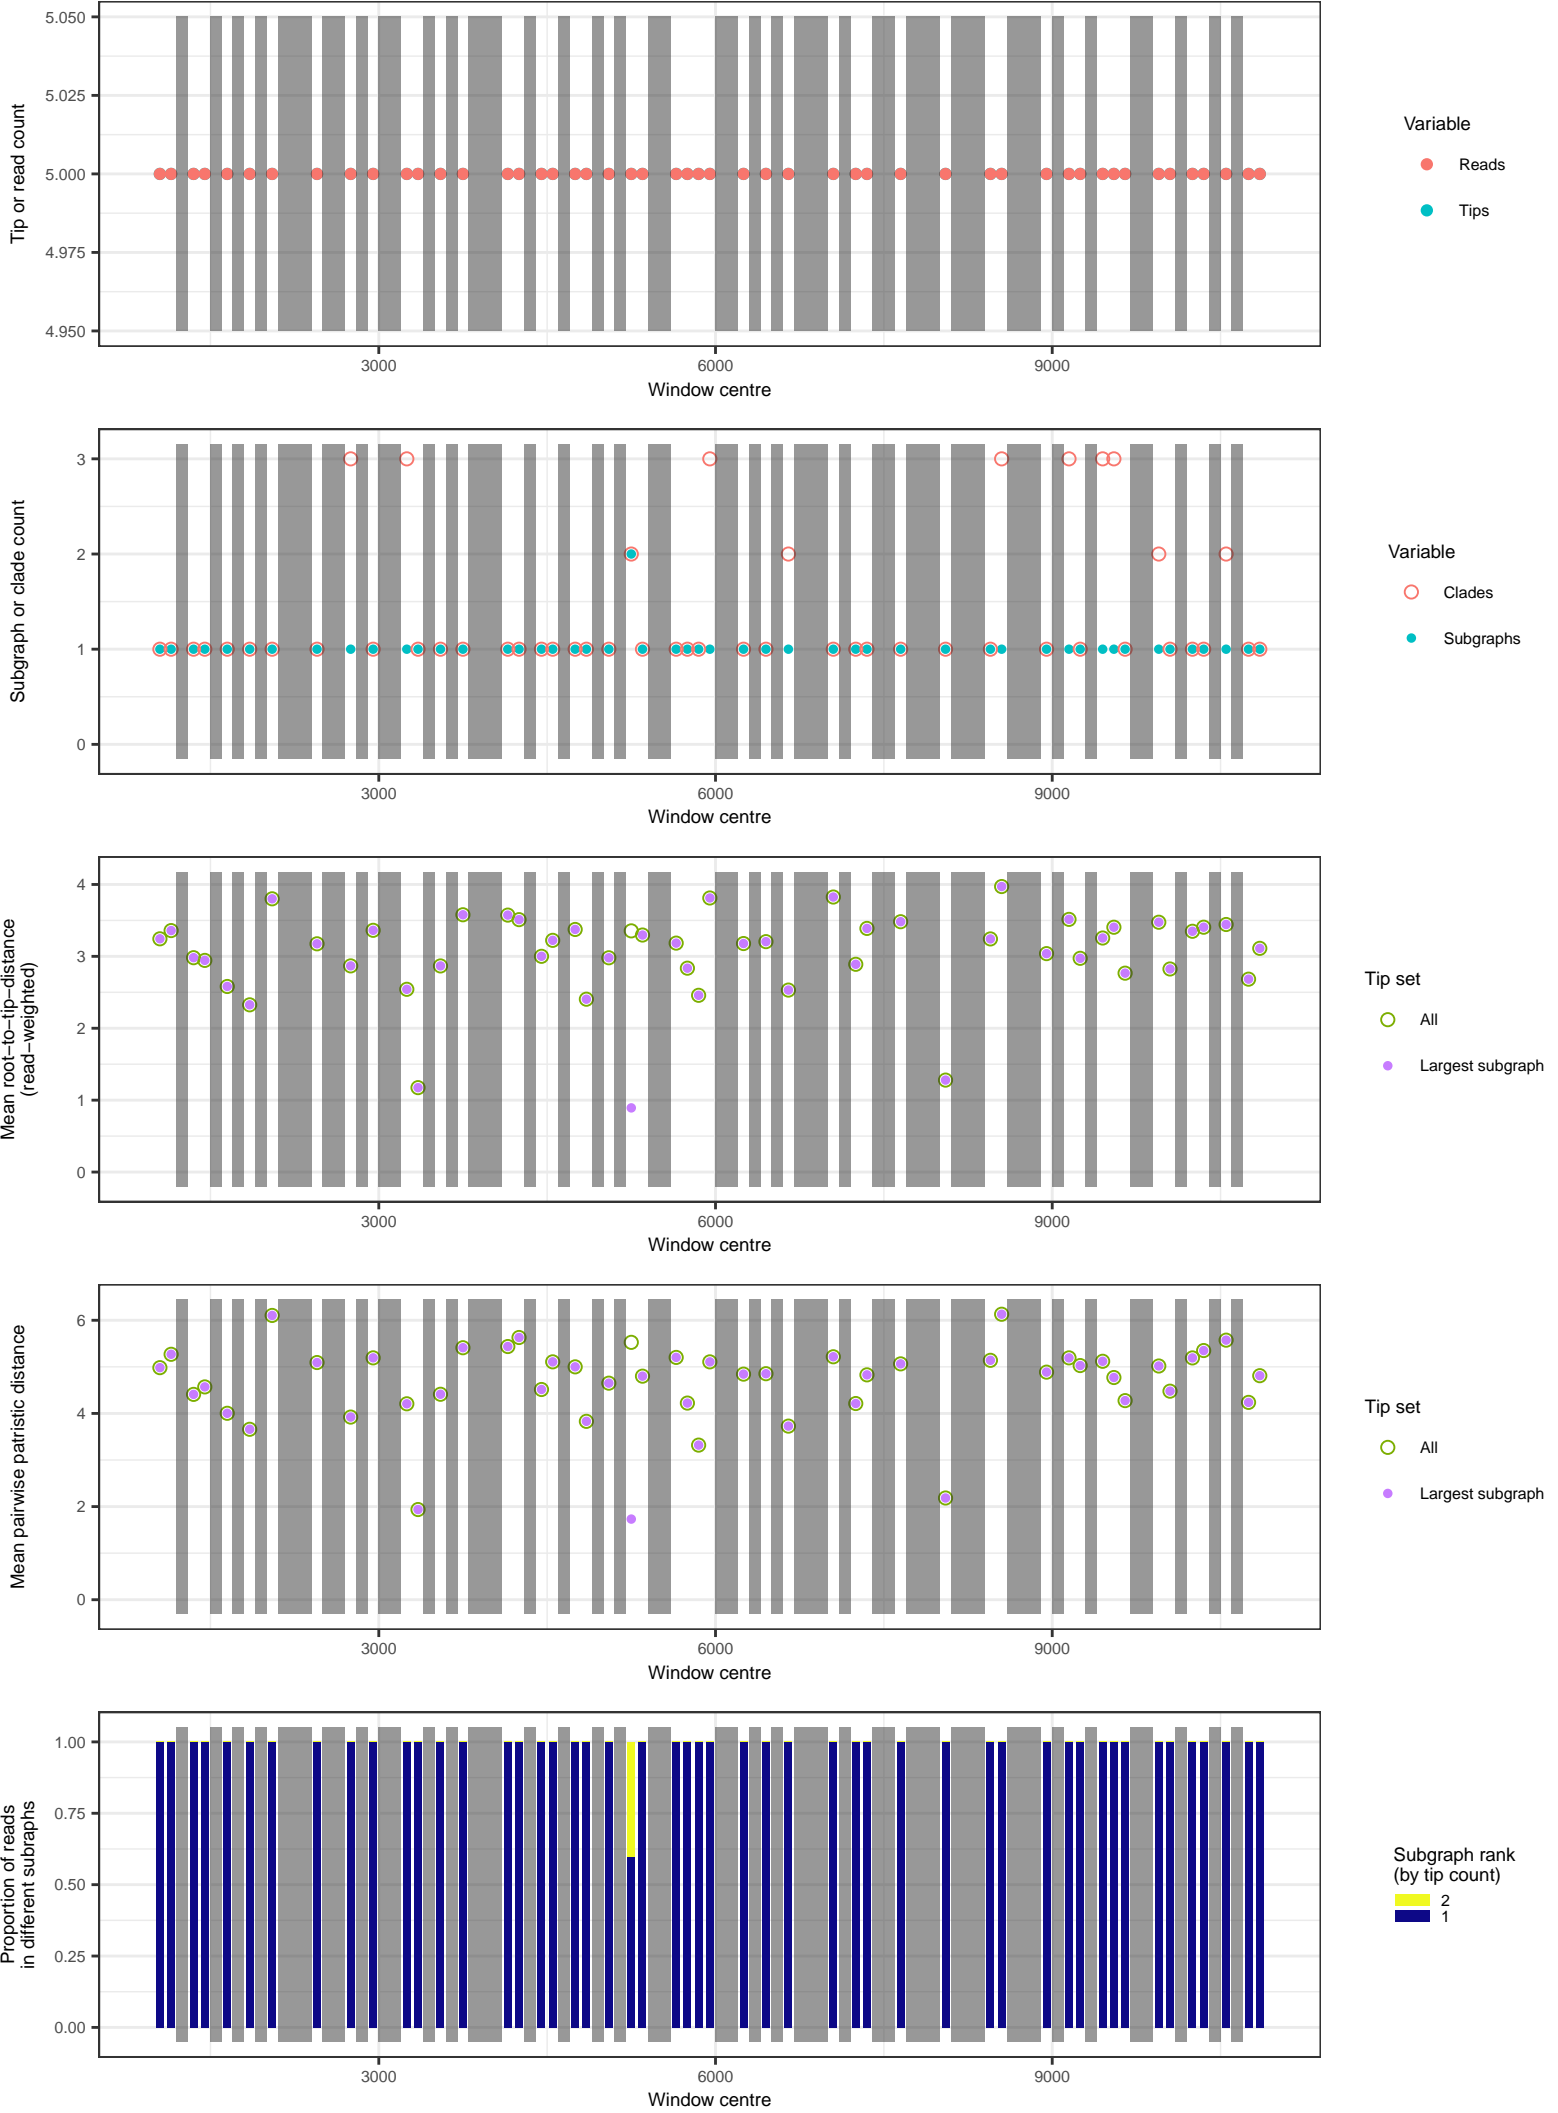 5.050
5.025
5.000
4.975
4.950
Tip or read count
3000
6000
9000
Window centre
Variable
Reads
Tips
3
2
1
0
Subgraph or clade count
3000
6000
9000
Window centre
Variable
Clades
Subgraphs
4
3
2
1
0
Mean root−to−tip−distance
(read−weighted)
3000
6000
9000
Window centre
Tip set
All
Largest subgraph
6
4
2
0
Mean pairwise patristic distance
3000
6000
9000
Window centre
Tip set
All
Largest subgraph
1.00
0.75
0.50
0.25
0.00
Proportion of reads
in different subraphs
3000
6000
9000
Window centre
Subgraph rank
(by tip count)
2
1